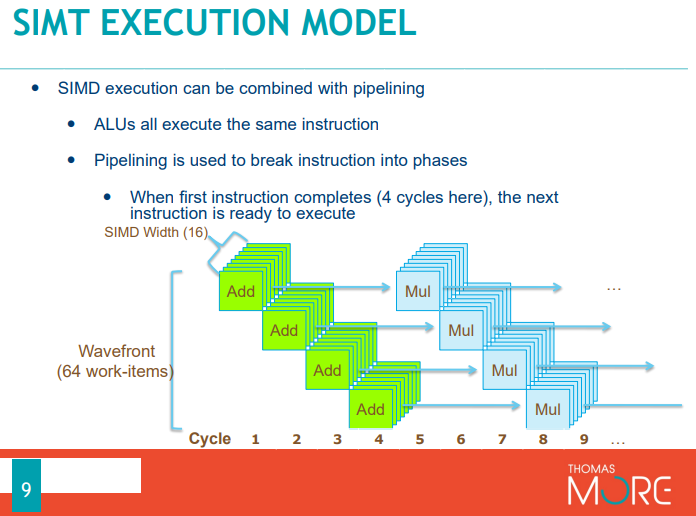 SIMT EXECUTION MODEL
• SIMD execution can be combined with pipelining
• ALUs all execute the same instruction
• Pipelining is used to break instruction into phases
• When first instruction completes (4 cycles here), the next
instruction is ready to execute
SIMD Width (16)
Add Mul ...
Add Mul
Wavefront
(64 work-items)
Add Mul
Add Mul
Cycle 1 2 3 4 5 6 7 8 9 ...
9
THOMAS
MORE